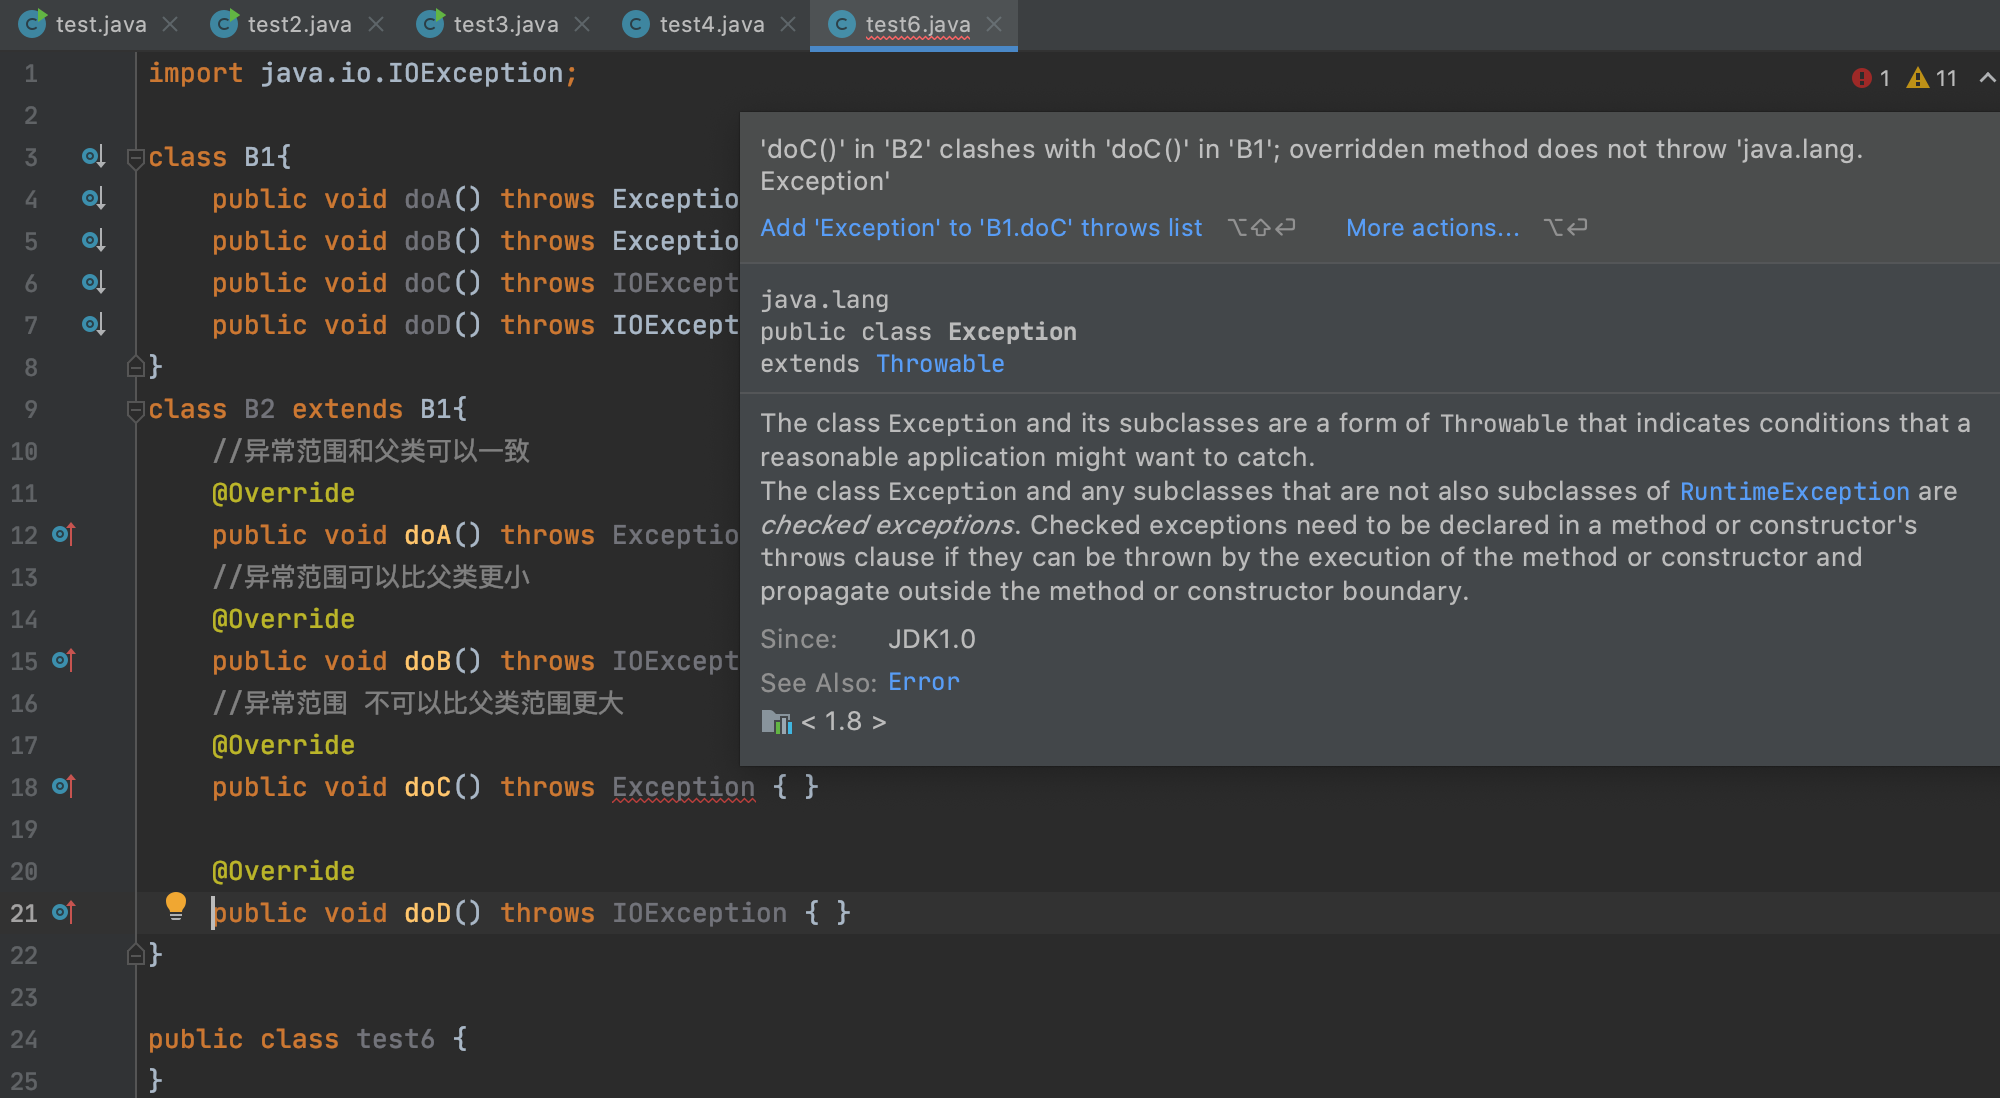 test.java
test2.java
test3.java
test4.java
test6.java
1 import java.io.IOException;
1 11
2
3 class B1{
4 public void doA() throws Exceptio
5 public void doB() throws Exceptio
6 public void doC() throws IOExcept
7 public void doD() throws IOExcept
8 }
9 class B2 extends B1{
10 //异常范围和父类可以一致
11 @Override
12 public void doA() throws Exceptio
13 //异常范围可以比父类更小
14 @Override
15 public void doB() throws IOExcept
16 //异常范围 不可以比父类范围更大
17 @Override
18 public void doC() throws Exception { }
19
20 @Override
21 public void doD() throws IOException { }
22 }
23
24 public class test6 {
25 }
'doC()' in 'B2' clashes with 'doC()' in 'B1'; overridden method does not throw 'java.lang.
Exception'
Add 'Exception' to 'B1.doC' throws list ⌥⇧⏎ More actions... ⌥⏎
java.lang
public class Exception
extends Throwable
The class Exception and its subclasses are a form of Throwable that indicates conditions that a
reasonable application might want to catch.
The class Exception and any subclasses that are not also subclasses of RuntimeException are
checked exceptions. Checked exceptions need to be declared in a method or constructor's
throws clause if they can be thrown by the execution of the method or constructor and
propagate outside the method or constructor boundary.
Since: JDK1.0
See Also: Error
< 1.8 >